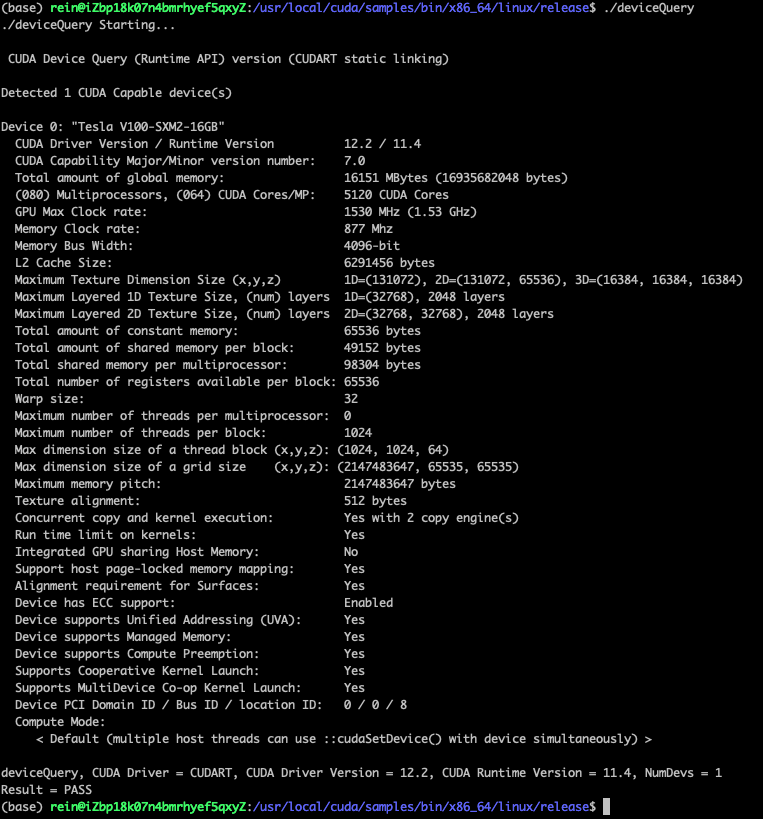 (base) rein@iZbp18k07n4bmrhyef5qxyZ:/usr/local/cuda/samples/bin/x86_64/linux/release$ ./deviceQuery
./deviceQuery Starting...

 CUDA Device Query (Runtime API) version (CUDART static linking)

Detected 1 CUDA Capable device(s)

Device 0: "Tesla V100-SXM2-16GB"
  CUDA Driver Version / Runtime Version          12.2 / 11.4
  CUDA Capability Major/Minor version number:    7.0
  Total amount of global memory:                 16151 MBytes (16935682048 bytes)
  (080) Multiprocessors, (064) CUDA Cores/MP:    5120 CUDA Cores
  GPU Max Clock rate:                            1530 MHz (1.53 GHz)
  Memory Clock rate:                             877 Mhz
  Memory Bus Width:                              4096-bit
  L2 Cache Size:                                 6291456 bytes
  Maximum Texture Dimension Size (x,y,z)         1D=(131072), 2D=(131072, 65536), 3D=(16384, 16384, 16384)
  Maximum Layered 1D Texture Size, (num) layers  1D=(32768), 2048 layers
  Maximum Layered 2D Texture Size, (num) layers  2D=(32768, 32768), 2048 layers
  Total amount of constant memory:               65536 bytes
  Total amount of shared memory per block:       49152 bytes
  Total shared memory per multiprocessor:        98304 bytes
  Total number of registers available per block: 65536
  Warp size:                                     32
  Maximum number of threads per multiprocessor:  0
  Maximum number of threads per block:           1024
  Max dimension size of a thread block (x,y,z): (1024, 1024, 64)
  Max dimension size of a grid size    (x,y,z): (2147483647, 65535, 65535)
  Maximum memory pitch:                          2147483647 bytes
  Texture alignment:                             512 bytes
  Concurrent copy and kernel execution:          Yes with 2 copy engine(s)
  Run time limit on kernels:                     Yes
  Integrated GPU sharing Host Memory:            No
  Support host page-locked memory mapping:       Yes
  Alignment requirement for Surfaces:            Yes
  Device has ECC support:                        Enabled
  Device supports Unified Addressing (UVA):      Yes
  Device supports Managed Memory:                Yes
  Device supports Compute Preemption:            Yes
  Supports Cooperative Kernel Launch:            Yes
  Supports MultiDevice Co-op Kernel Launch:      Yes
  Device PCI Domain ID / Bus ID / location ID:   0 / 0 / 8
  Compute Mode:
     < Default (multiple host threads can use ::cudaSetDevice() with device simultaneously) >

deviceQuery, CUDA Driver = CUDART, CUDA Driver Version = 12.2, CUDA Runtime Version = 11.4, NumDevs = 1
Result = PASS
(base) rein@iZbp18k07n4bmrhyef5qxyZ:/usr/local/cuda/samples/bin/x86_64/linux/release$